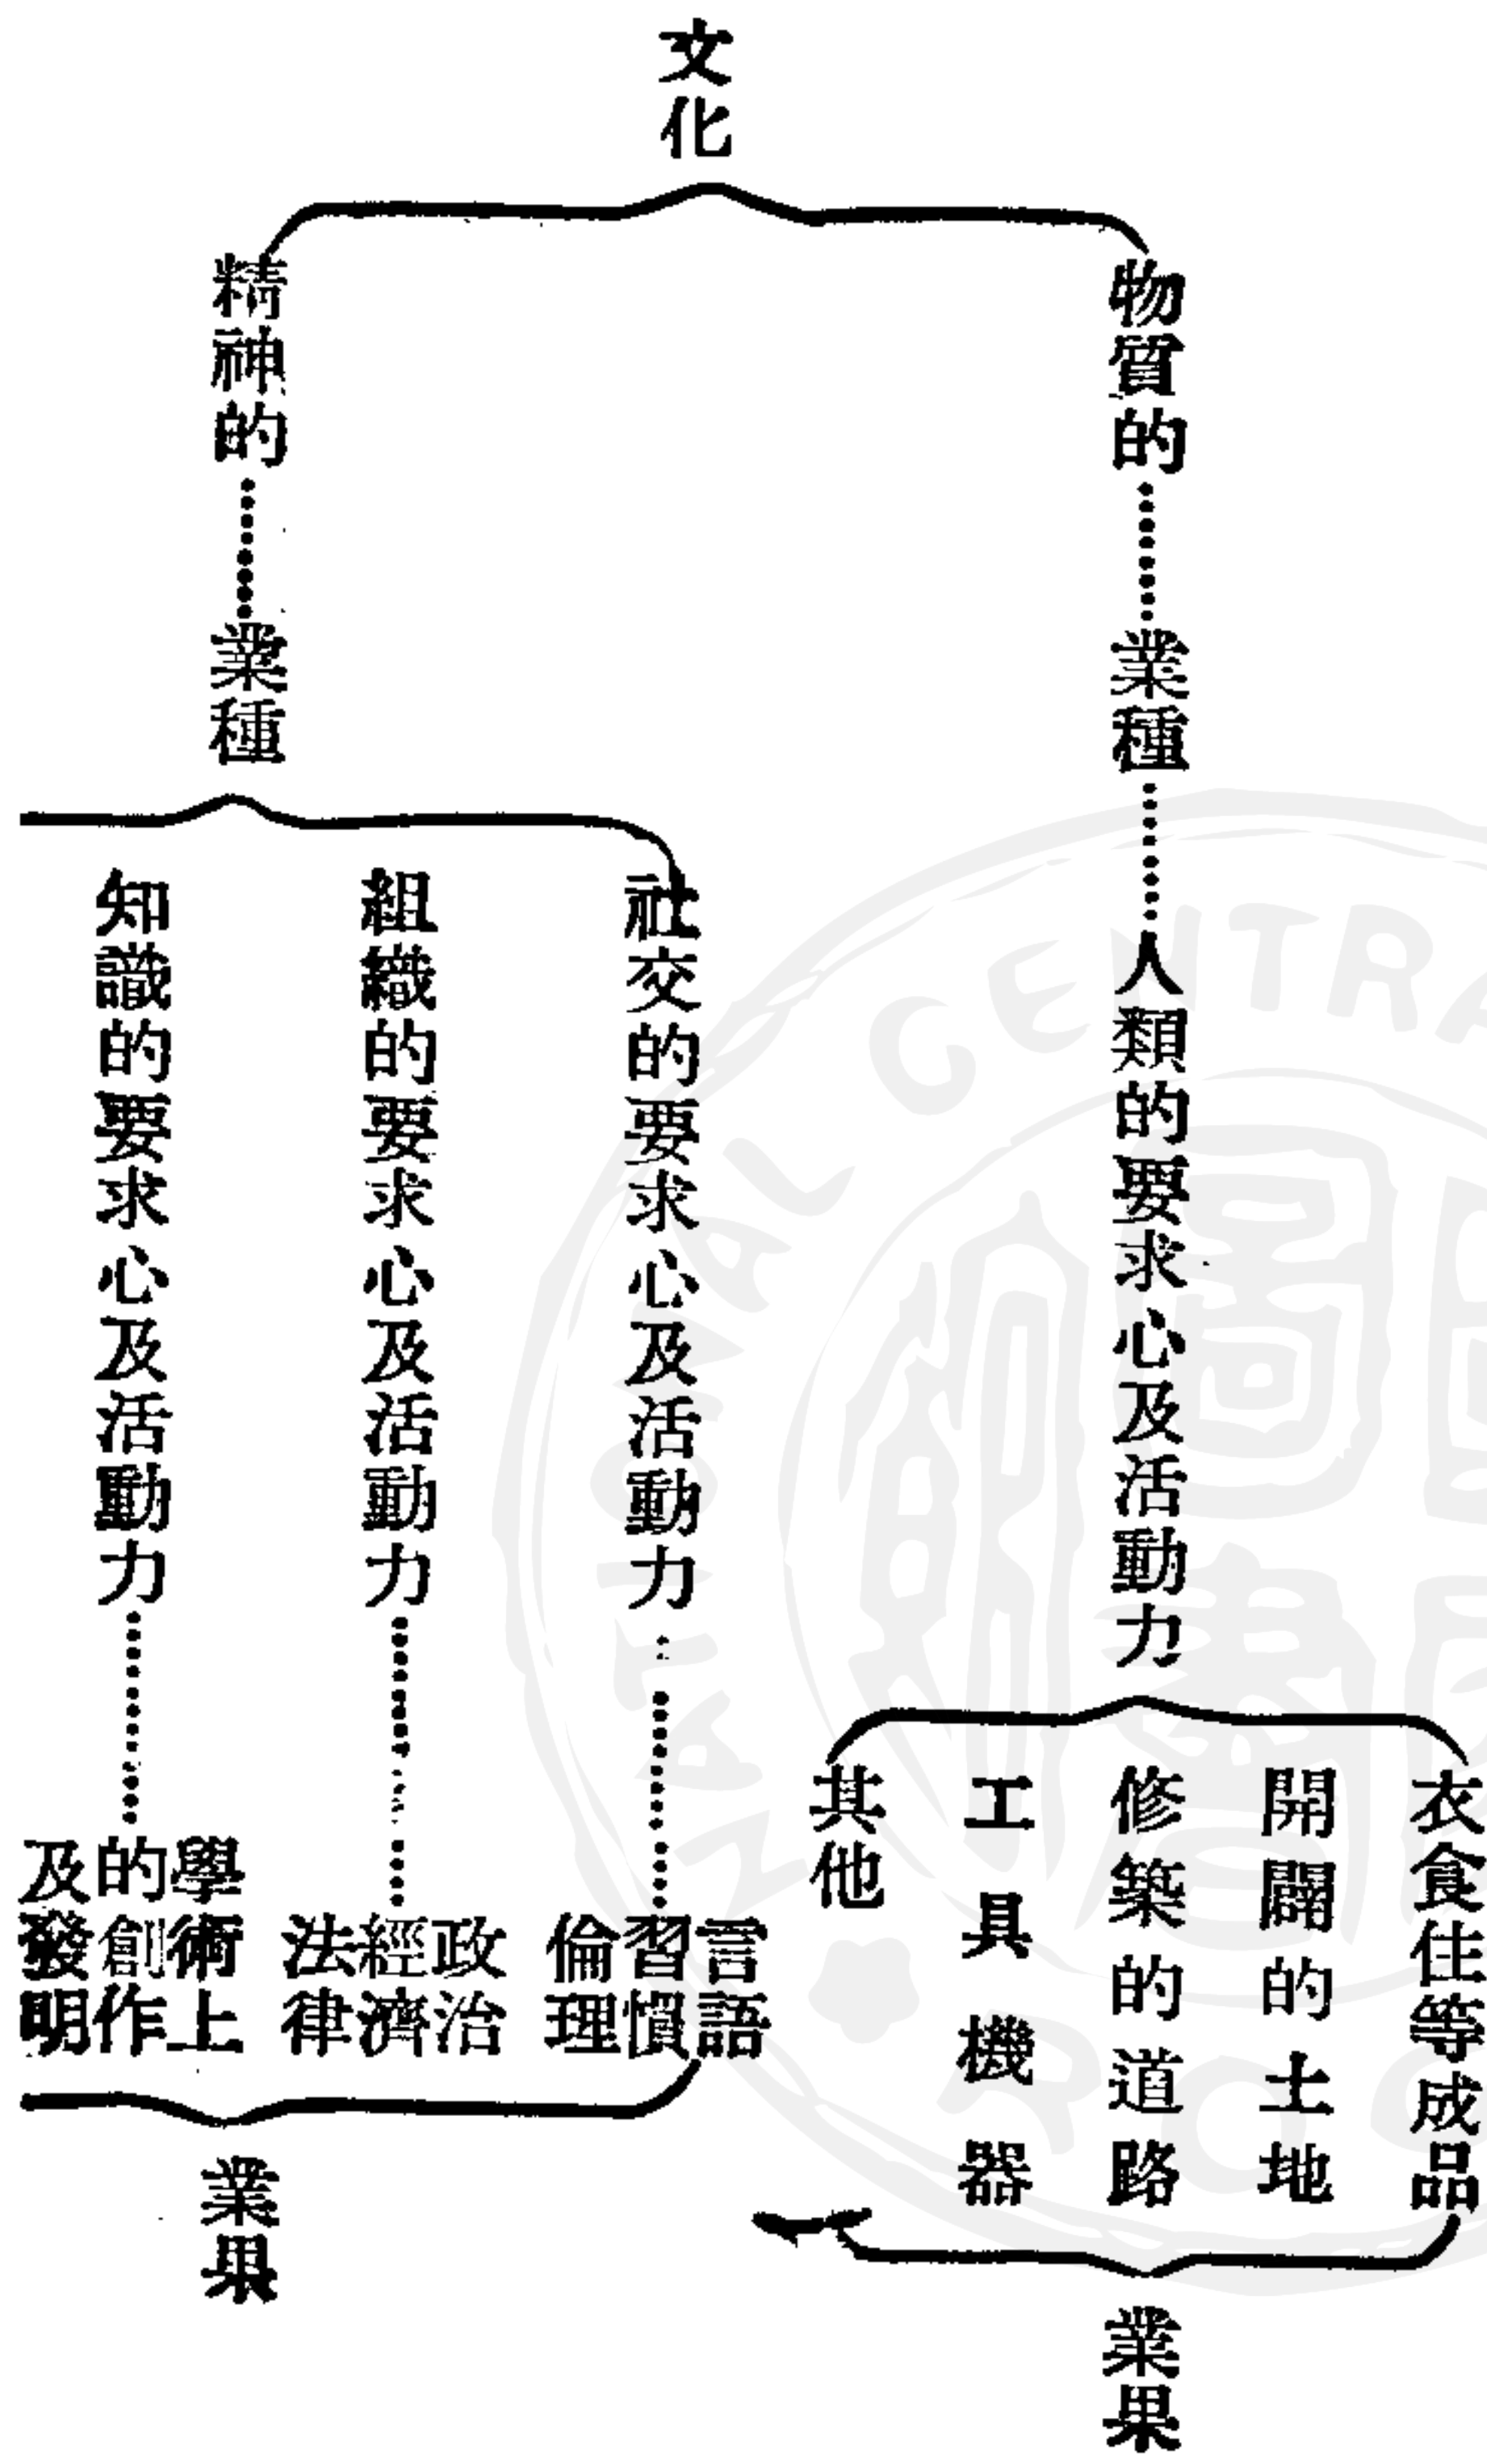 文化
物質的……業種……人類的要求心及活動力
衣食住等成品
開闢的土地
修築的道路
工具機器
其他
業果
精神的……業種
社交的要求心及活動力……
言語
習慣
倫理
組織的要求心及活動力……
政治
經濟
法律
知識的要求心及活動力……
學術上
的創作
及發明
業果